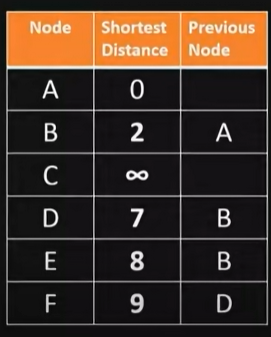 Node Shortest Distance Previous Node
A 0
B 2 A
C ∞
D 7 B
E 8 B
F 9 D